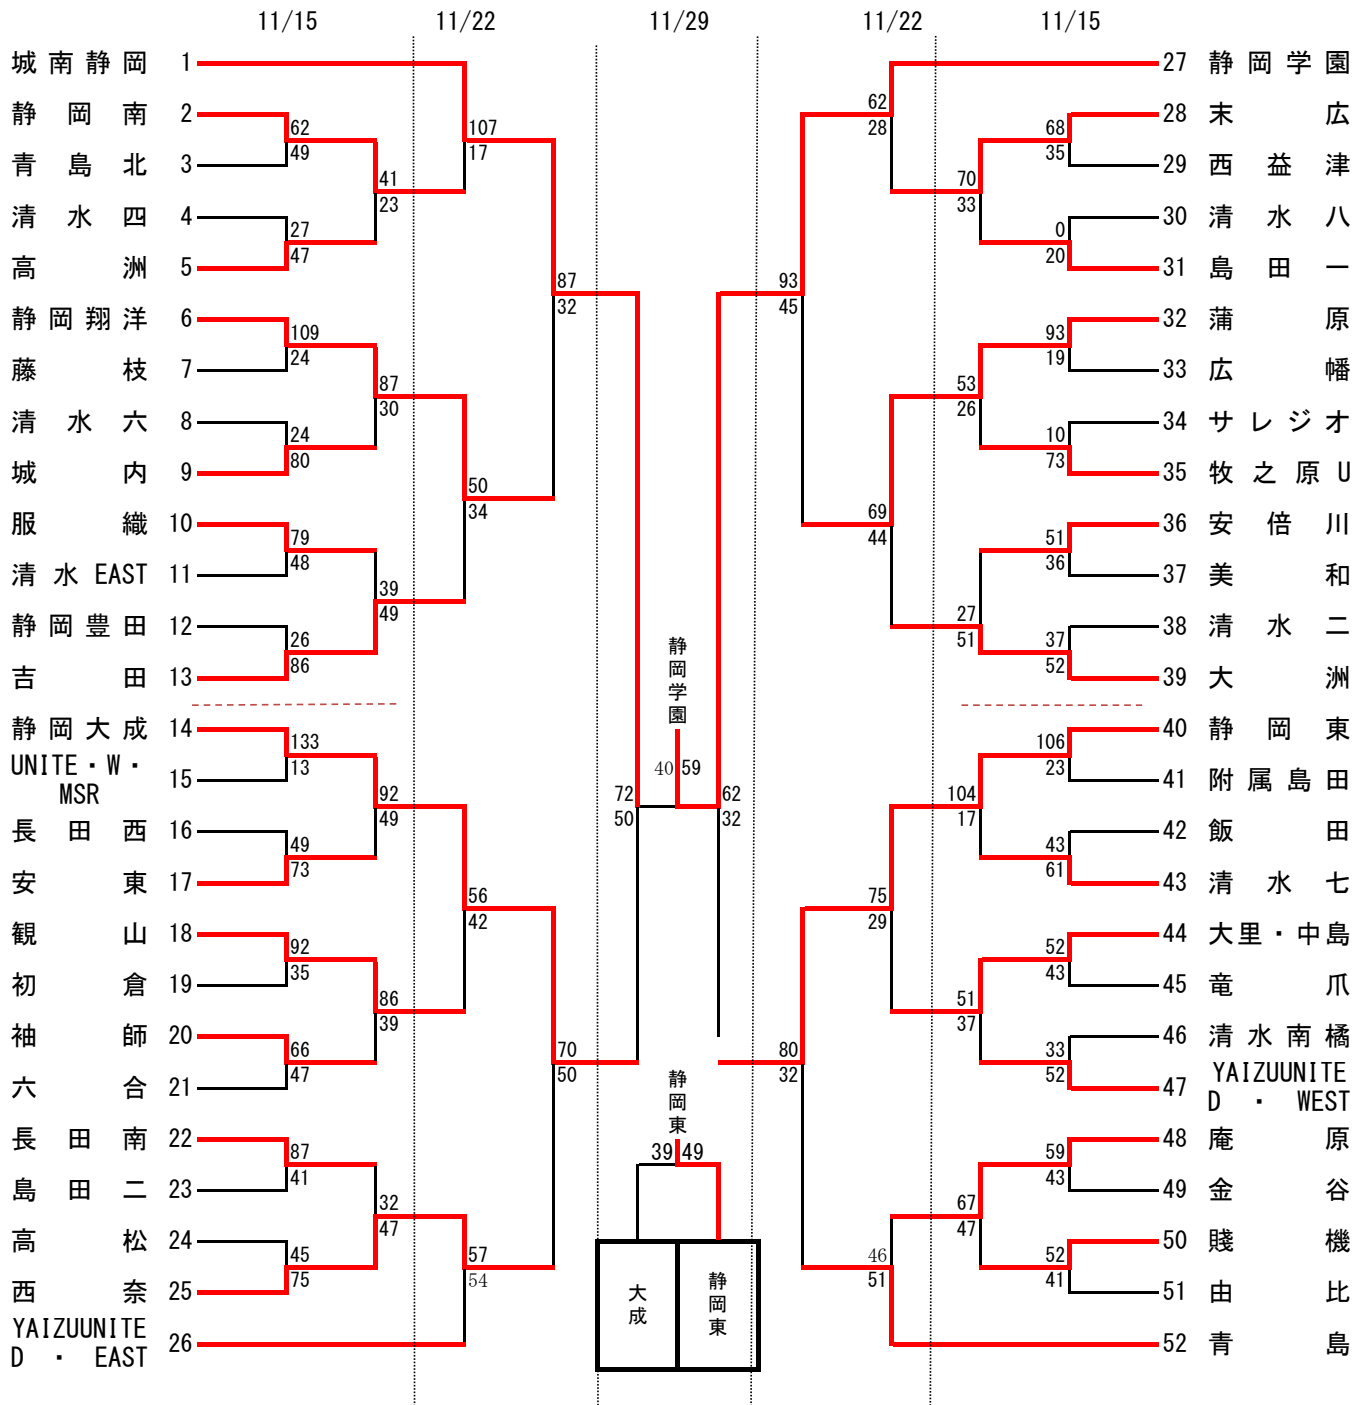 11/15 11/22 11/29 11/22 11/15
城南静岡 1
静岡南 2
青島北 3
清水四 4
高洲 5
静岡翔洋 6
藤枝 7
清水六 8
城内 9
服織 10
清水EAST 11
静岡豊田 12
吉田 13
静岡大成 14
UNITE・W・
MSR 15
長田西 16
安東 17
観山 18
初倉 19
袖師 20
六合 21
長田南 22
島田二 23
高松 24
西奈 25
YAIZUUNITE
D ・ EAST 26
62
49
27
47
109
24
24
80
79
48
26
86
133
13
49
73
92
35
66
47
87
41
45
75
41
23
87
30
39
49
92
49
86
39
32
47
107
17
50
34
56
42
57
54
87
32
70
50
72
50
静岡学園
40 59
62
32
静岡東
39 49
大成
静岡東
93
45
80
32
62
28
69
44
75
29
46
51
70
33
53
26
27
51
104
17
51
37
67
47
68
35
0
20
93
19
10
73
51
36
37
52
106
23
43
61
52
43
33
52
59
43
52
41
27 静岡学園
28 末広
29 西益津
30 清水八
31 島田一
32 蒲原
33 広幡
34 サレジオ
35 牧之原U
36 安倍川
37 美和
38 清水二
39 大洲
40 静岡東
41 附属島田
42 飯田
43 清水七
44 大里・中島
45 竜爪
46 清水南橘
47 YAIZUUNITE
D ・ WEST
48 庵原
49 金谷
50 賤機
51 由比
52 青島